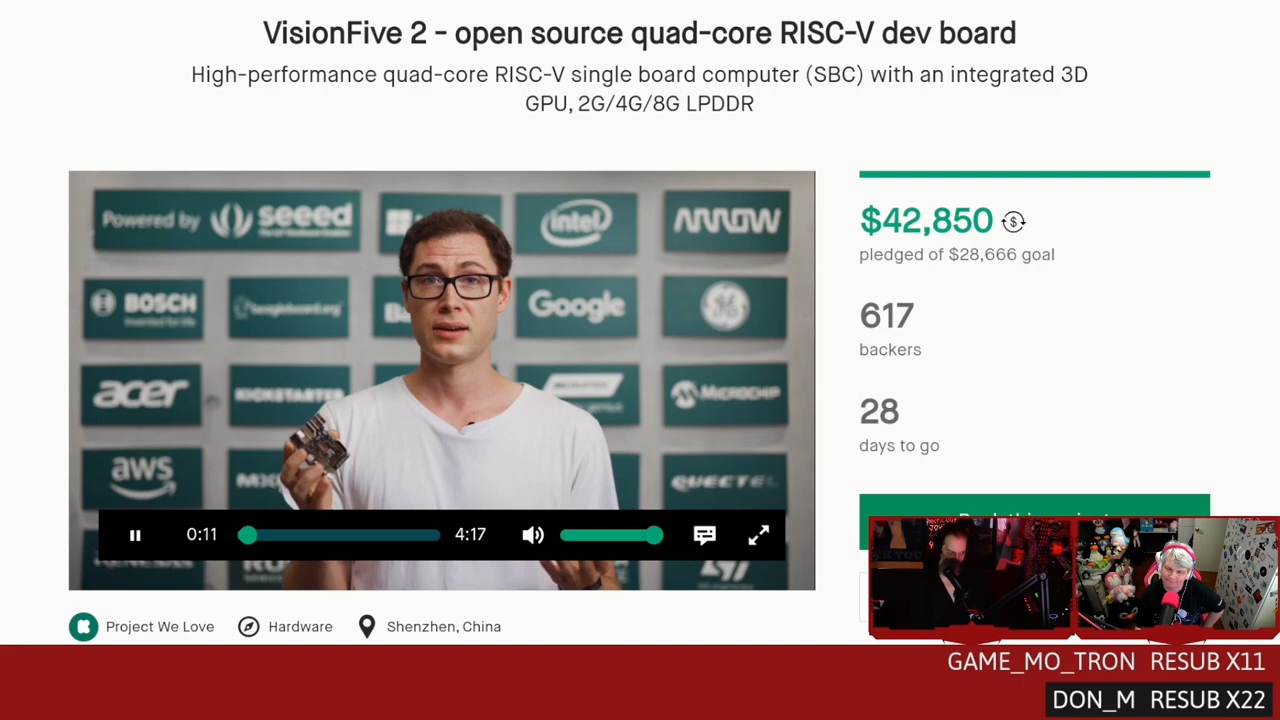 VisionFive 2 - open source quad-core RISC-V dev board
High-performance quad-core RISC-V single board computer (SBC) with an integrated 3D
GPU, 2G/4G/8G LPDDR
Powered by seeed
intel
ARROW
BOSCH
beagleboard.org
Google
GE
acer
KICKSTARTER
MICROCHIP
aws
QUECTEL
0:11
4:17
$42,850
pledged of $28,666 goal
617
backers
28
days to go
Project We Love
Hardware
Shenzhen, China
GAME_MO_TRON RESUB X11
DON_M RESUB X22